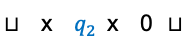 ⊔ x q₂ x 0 ⊔